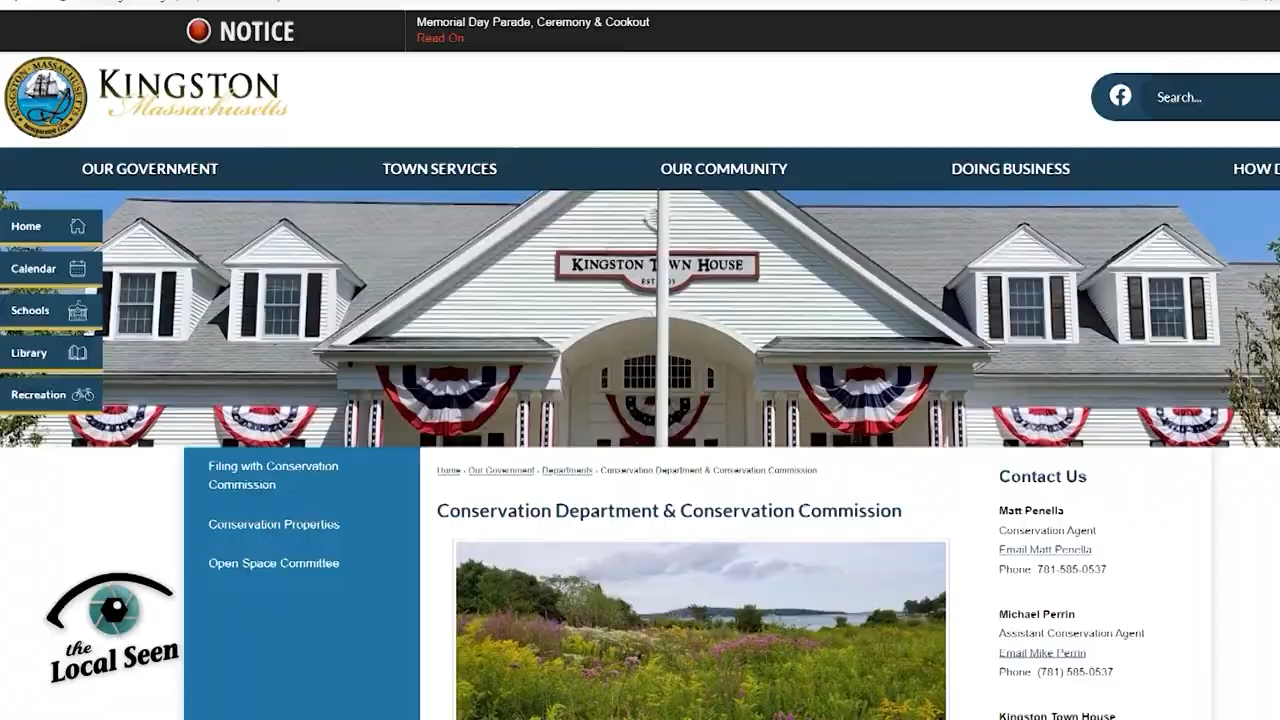 NOTICE
Memorial Day Parade, Ceremony & Cookout
Read On
KINGSTON
Massachusetts
Search...
OUR GOVERNMENT
TOWN SERVICES
OUR COMMUNITY
DOING BUSINESS
HOW D
Home
Calendar
Schools
Library
Recreation
KINGSTON TOWN HOUSE
Filing with Conservation
Commission
Conservation Properties
Open Space Committee
Home › Our Government › Departments › Conservation Department & Conservation Commission
Conservation Department & Conservation Commission
Contact Us
Matt Penella
Conservation Agent
Email Matt Penella
Phone: 781-585-0537
Michael Perrin
Assistant Conservation Agent
Email Mike Perrin
Phone: (781) 585-0537
Kingston Town House
the
Local Seen